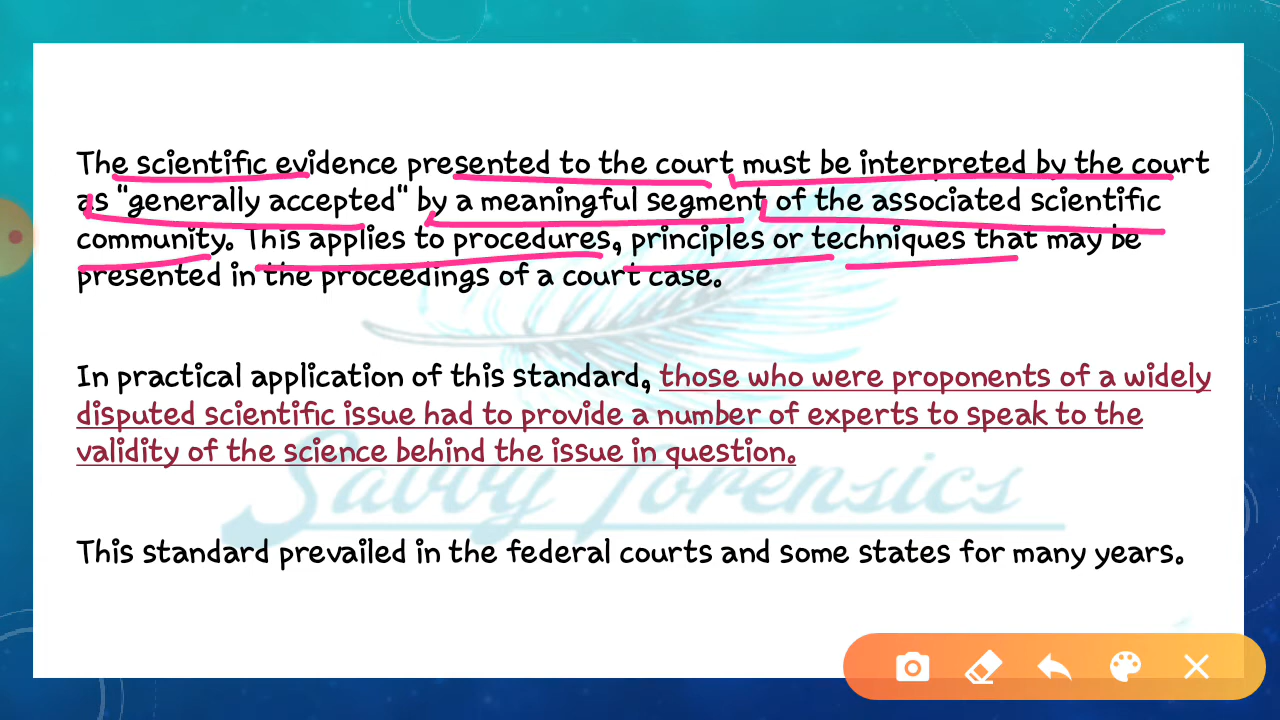 The scientific evidence presented to the court must be interpreted by the court
as "generally accepted" by a meaningful segment of the associated scientific
community. This applies to procedures, principles or techniques that may be
presented in the proceedings of a court case.
In practical application of this standard, those who were proponents of a widely
disputed scientific issue had to provide a number of experts to speak to the
validity of the science behind the issue in question.
Savvy Forensics
This standard prevailed in the federal courts and some states for many years.